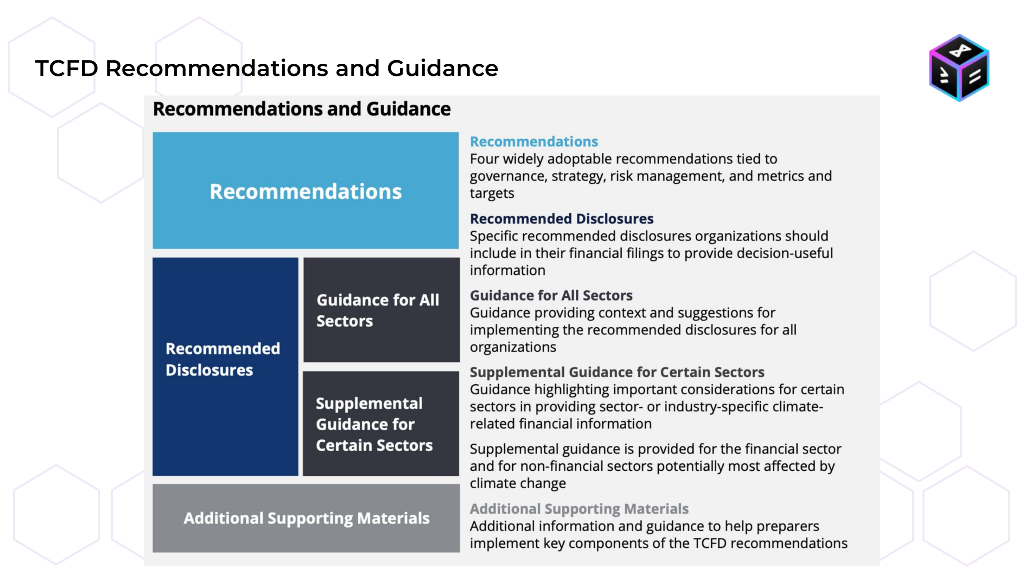 TCFD Recommendations and Guidance
Recommendations and Guidance
Recommendations
Recommended
Disclosures
Guidance for All
Sectors
Supplemental
Guidance for
Certain Sectors
Additional Supporting Materials
Recommendations
Four widely adoptable recommendations tied to
governance, strategy, risk management, and metrics and
targets
Recommended Disclosures
Specific recommended disclosures organizations should
include in their financial filings to provide decision-useful
information
Guidance for All Sectors
Guidance providing context and suggestions for
implementing the recommended disclosures for all
organizations
Supplemental Guidance for Certain Sectors
Guidance highlighting important considerations for certain
sectors in providing sector- or industry-specific climate-
related financial information
Supplemental guidance is provided for the financial sector
and for non-financial sectors potentially most affected by
climate change
Additional Supporting Materials
Additional information and guidance to help preparers
implement key components of the TCFD recommendations